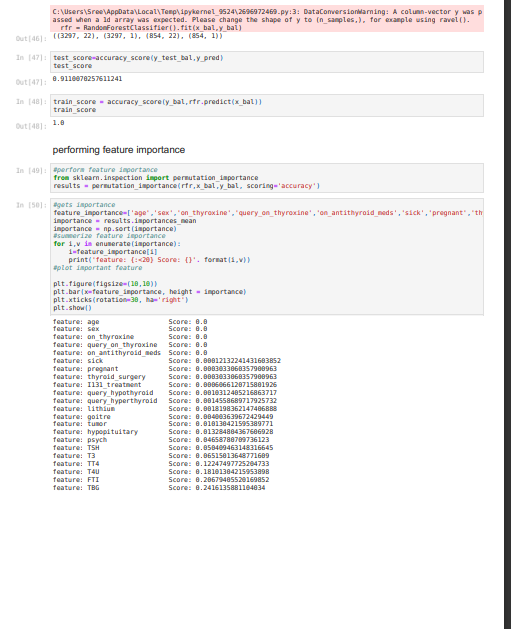 C:\Users\Sree\AppData\Local\Temp\ipykernel_9524\2696972469.py:3: DataConversionWarning: A column-vector y was p
assed when a 1d array was expected. Please change the shape of y to (n_samples,), for example using ravel().
rfr = RandomForestClassifier().fit(x_bal,y_bal)
Out[46]: ((3297, 22), (3297, 1), (854, 22), (854, 1))
In [47]: test_score=accuracy_score(y_test_bal,y_pred)
test_score
Out[47]: 0.9110070257611241
In [48]: train_score = accuracy_score(y_bal,rfr.predict(x_bal))
train_score
Out[48]: 1.0
performing feature importance
In [49]: #perform feature importance
from sklearn.inspection import permutation_importance
results = permutation_importance(rfr,x_bal,y_bal, scoring='accuracy')
In [50]: #gets importance
feature_importance=['age','sex','on_thyroxine','query_on_thyroxine','on_antithyroid_meds','sick','pregnant','th
importance = results.importances_mean
importance = np.sort(importance)
#summarize feature importance
for i,v in enumerate(importance):
i=feature_importance[i]
print('feature: {:<20} Score: {}'. format(i,v))
#plot important feature
plt.figure(figsize=(10,10))
plt.bar(x=feature_importance, height = importance)
plt.xticks(rotation=30, ha='right')
plt.show()
feature: age Score: 0.0
feature: sex Score: 0.0
feature: on_thyroxine Score: 0.0
feature: query_on_thyroxine Score: 0.0
feature: on_antithyroid_meds Score: 0.0
feature: sick Score: 0.00012132241431603852
feature: pregnant Score: 0.0003033060357900963
feature: thyroid_surgery Score: 0.0003033060357900963
feature: I131_treatment Score: 0.0006066120715801926
feature: query_hypothyroid Score: 0.0010312405216863717
feature: query_hyperthyroid Score: 0.0014558689717925732
feature: lithium Score: 0.0018198362147406888
feature: goitre Score: 0.004003639672429449
feature: tumor Score: 0.010130421595389771
feature: hypopituitary Score: 0.013284804367606928
feature: psych Score: 0.04658780709736123
feature: TSH Score: 0.050409463148316645
feature: T3 Score: 0.06515013648771609
feature: TT4 Score: 0.12247497725204733
feature: T4U Score: 0.18101304215953898
feature: FTI Score: 0.20679405520169852
feature: TBG Score: 0.2416135881104034